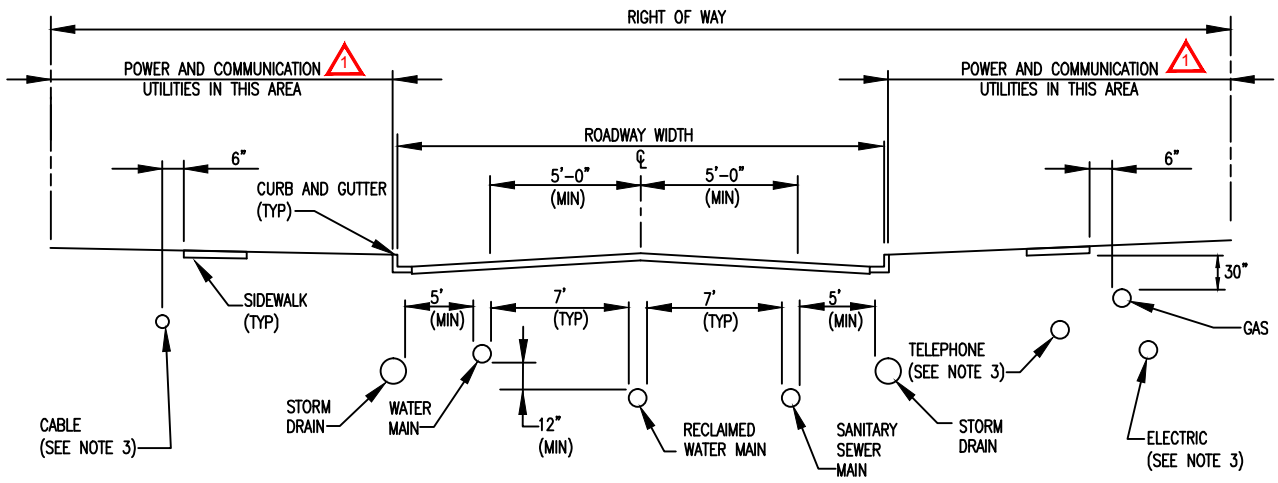 RIGHT OF WAY
POWER AND COMMUNICATION
UTILITIES IN THIS AREA
1
POWER AND COMMUNICATION
UTILITIES IN THIS AREA
1
ROADWAY WIDTH
℄
6"
5'-0"
(MIN)
5'-0"
(MIN)
6"
CURB AND GUTTER
(TYP)
30"
SIDEWALK
(TYP)
5'
(MIN)
7'
(TYP)
7'
(TYP)
5'
(MIN)
GAS
TELEPHONE
(SEE NOTE 3)
CABLE
(SEE NOTE 3)
STORM
DRAIN
WATER
MAIN
12"
(MIN)
RECLAIMED
WATER MAIN
SANITARY
SEWER
MAIN
STORM
DRAIN
ELECTRIC
(SEE NOTE 3)